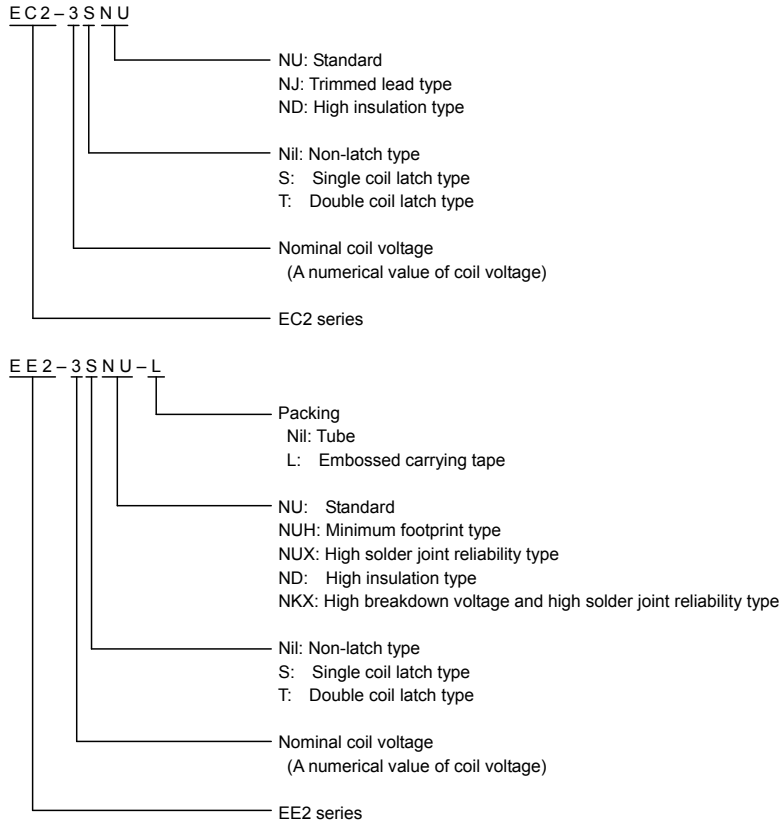 EC2–3SNU
NU: Standard
NJ: Trimmed lead type
ND: High insulation type
Nil: Non-latch type
S: Single coil latch type
T: Double coil latch type
Nominal coil voltage
(A numerical value of coil voltage)
EC2 series
EE2–3SNU–L
Packing
Nil: Tube
L: Embossed carrying tape
NU: Standard
NUH: Minimum footprint type
NUX: High solder joint reliability type
ND: High insulation type
NKX: High breakdown voltage and high solder joint reliability type
Nil: Non-latch type
S: Single coil latch type
T: Double coil latch type
Nominal coil voltage
(A numerical value of coil voltage)
EE2 series